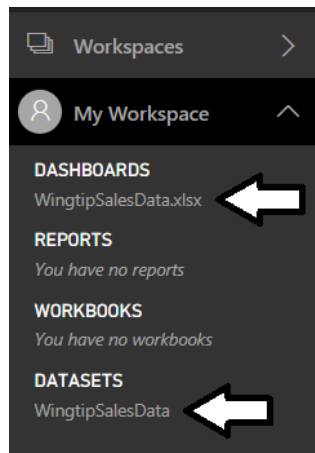 Workspaces
My Workspace
DASHBOARDS
WingtipSalesData.xlsx
REPORTS
You have no reports
WORKBOOKS
You have no workbooks
DATASETS
WingtipSalesData